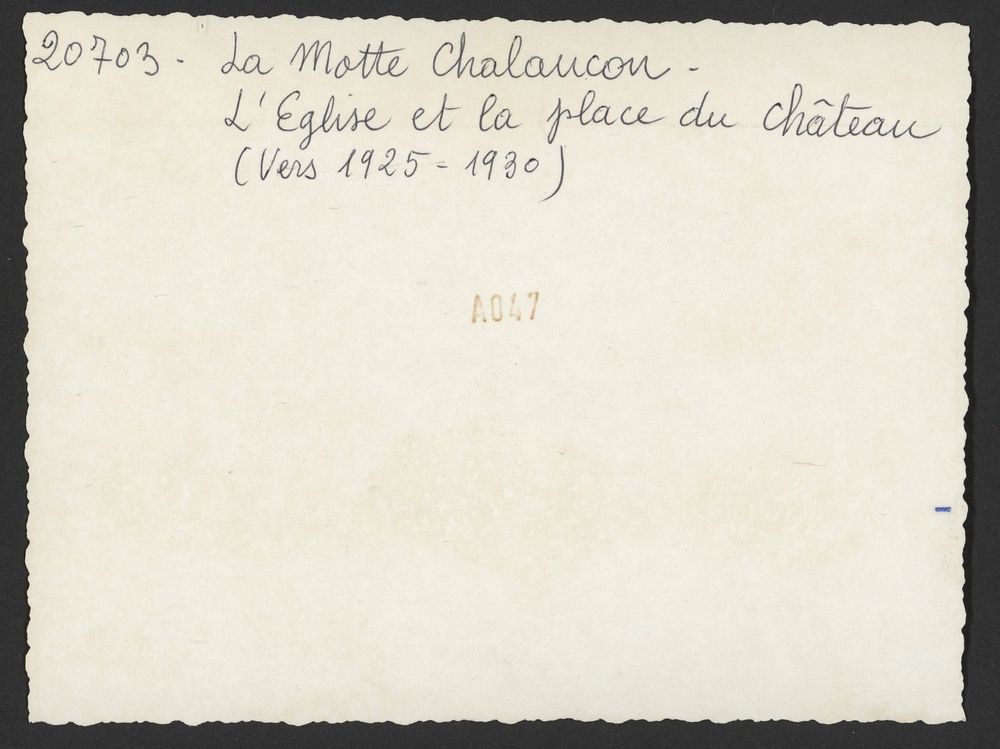 20703 - La Motte Chalancon -
L'Eglise et la place du château
(Vers 1925 - 1930)
A047